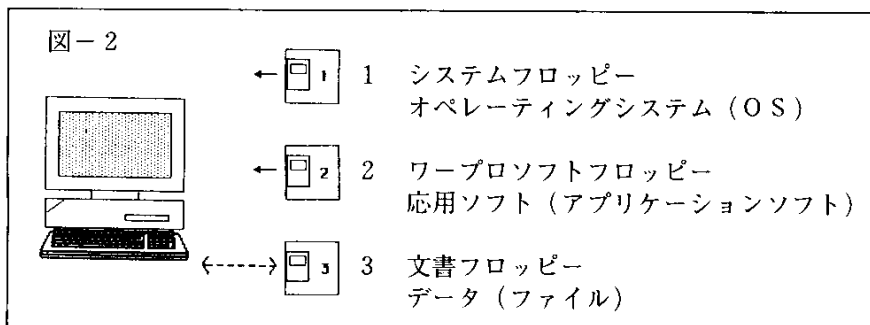 図－2
← 1 1 システムフロッピー
オペレーティングシステム（OS）
← 2 2 ワープロソフトフロッピー
応用ソフト（アプリケーションソフト）
<----> 3 3 文書フロッピー
データ（ファイル）